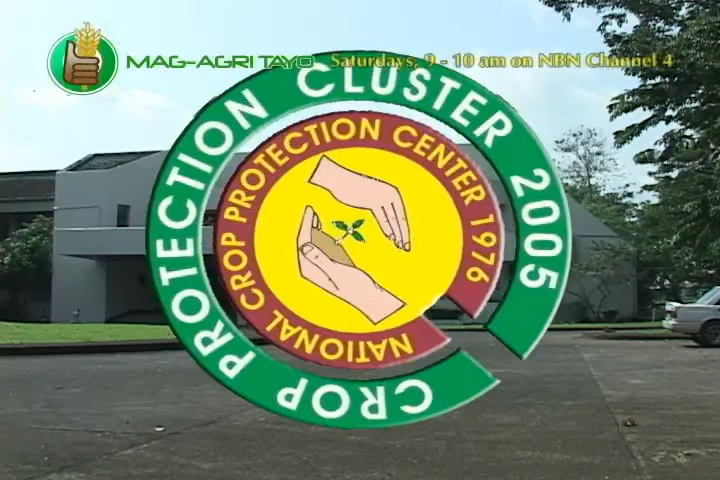 MAG-AGRI TAYO Saturdays, 9 - 10 am on NBN Channel 4
CROP PROTECTION CLUSTER 2005
NATIONAL CROP PROTECTION CENTER 1976